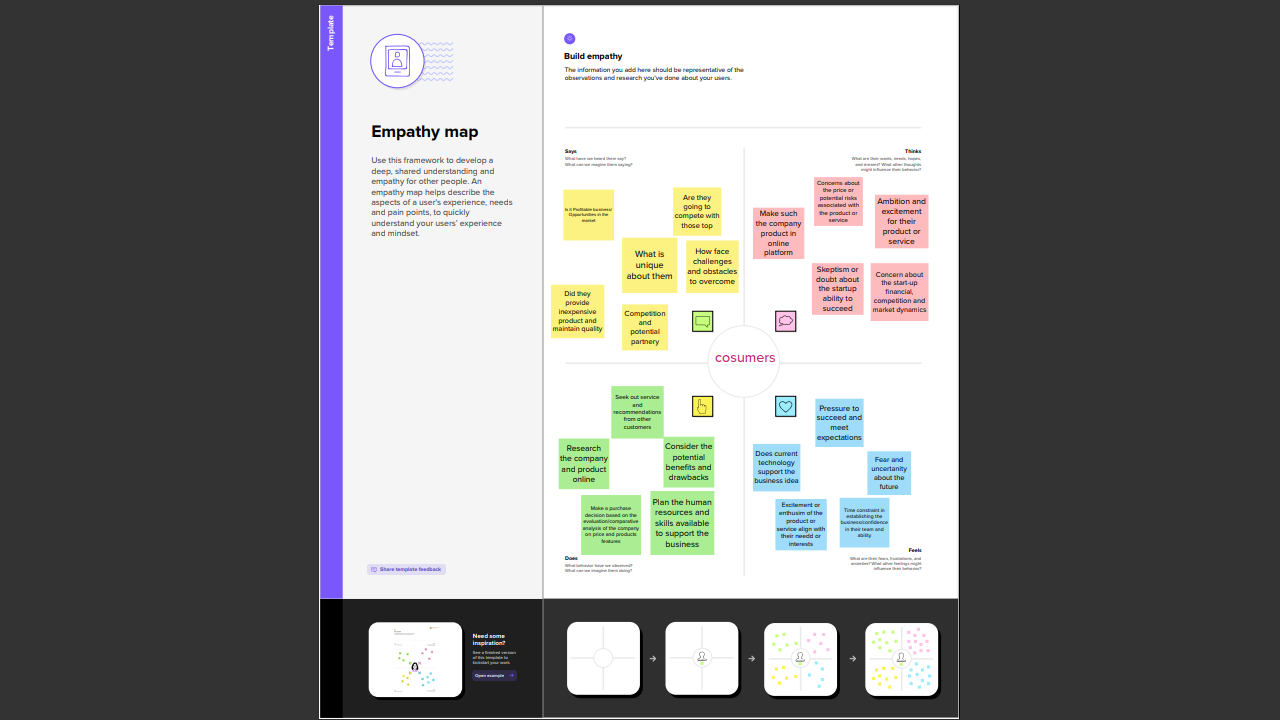 Template
Empathy map
Use this framework to develop a
deep, shared understanding and
empathy for other people. An
empathy map helps describe the
aspects of a user's experience, needs
and pain points, to quickly
understand your users' experience
and mindset.
Share template feedback
Build empathy
The information you add here should be representative of the
observations and research you've done about your users.
Says
What have we heard them say?
What can we imagine them saying?
Thinks
What are their wants, needs, hopes,
and dreams? What other thoughts
might influence their behavior?
Is it Profitable business/
Opportunities in the
market
Are they
going to
compete with
those top
What is
unique
about them
How face
challenges
and obstacles
to overcome
Did they
provide
inexpensive
product and
maintain quality
Competition
and
potential
partnery
Make such
the company
product in
online
platform
Concerns about
the price or
potential risks
associated with
the product or
service
Ambition and
excitement
for their
product or
service
Skeptism or
doubt about
the startup
ability to
succeed
Concern about
the start-up
financial,
competition and
market dynamics
cosumers
Seek out service
and
recommendations
from other
customers
Research
the company
and product
online
Consider the
potential
benefits and
drawbacks
Make a purchase
decision based on the
evaluation/comparative
analysis of the company
on price and products
features
Plan the human
resources and
skills available
to support the
business
Pressure to
succeed and
meet
expectations
Does current
technology
support the
business idea
Fear and
uncertanity
about the
future
Excitement or
enthusim of the
product or
service align with
their needd or
interests
Time constraint in
establishing the
business/confidence
in their team and
ability
Does
What behavior have we observed?
What can we imagine them doing?
Feels
What are their fears, frustrations, and
anxieties? What other feelings might
influence their behavior?
Need some
inspiration?
See a finished version
of this template to
kickstart your work.
Open example